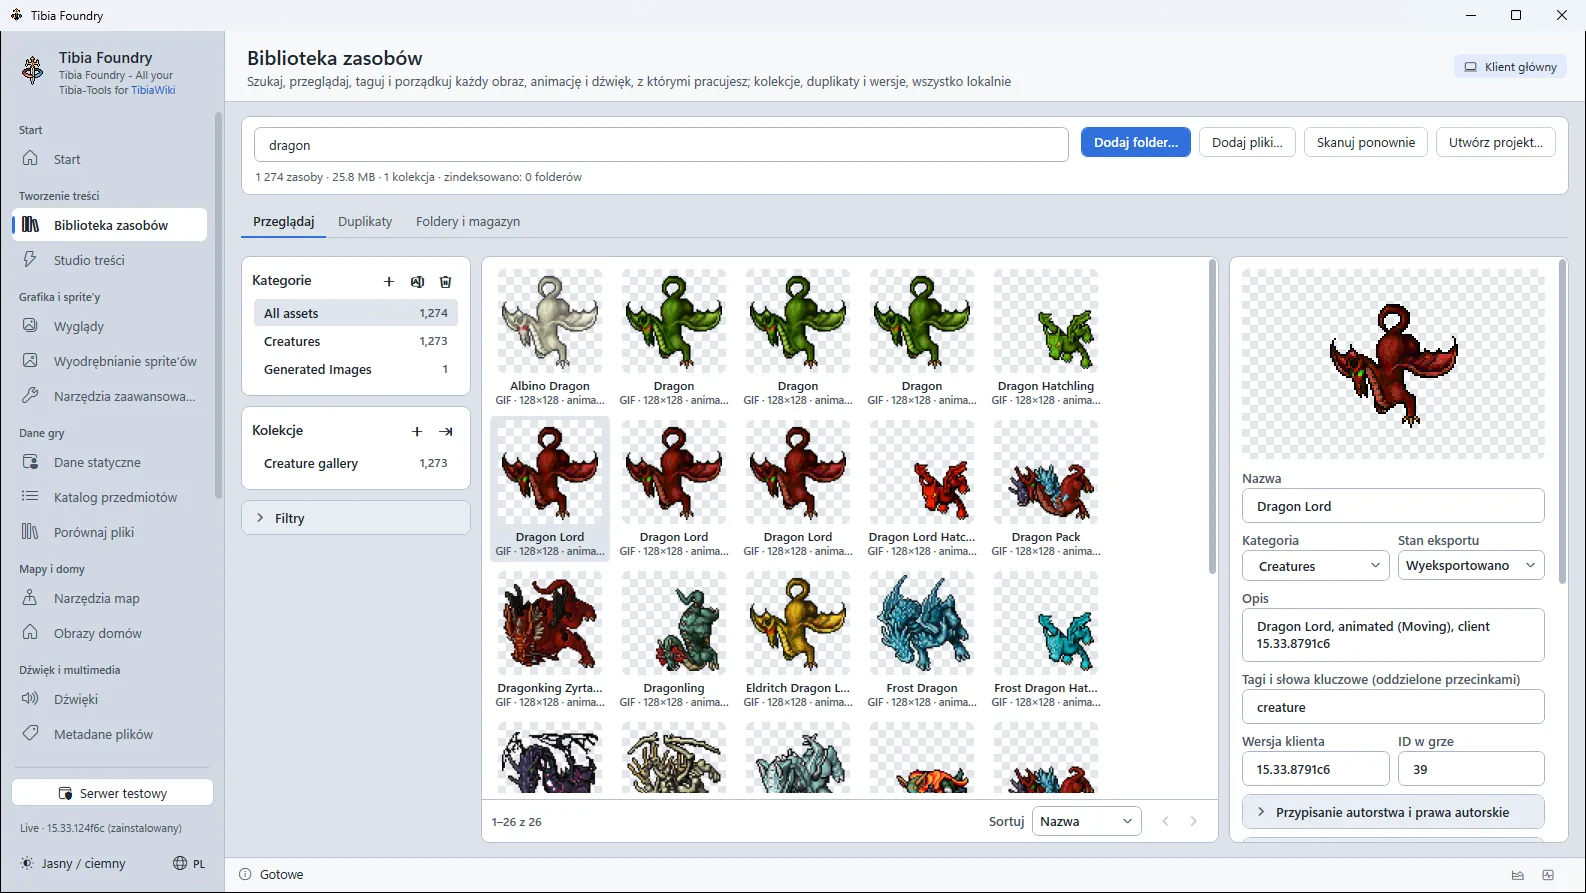 Tibia Foundry
Tibia Foundry
Tibia Foundry - All your
Tibia-Tools for TibiaWiki
Start
Start
Tworzenie treści
Biblioteka zasobów
Studio treści
Grafika i sprite'y
Wyglądy
Wyodrębnianie sprite'ów
Narzędzia zaawansowa...
Dane gry
Dane statyczne
Katalog przedmiotów
Porównaj pliki
Mapy i domy
Narzędzia map
Obrazy domów
Dźwięk i multimedia
Dźwięki
Metadane plików
Serwer testowy
Live · 15.33.124f6c (zainstalowany)
Jasny / ciemny
PL
Biblioteka zasobów
Szukaj, przeglądaj, taguj i porządkuj każdy obraz, animację i dźwięk, z którymi pracujesz; kolekcje, duplikaty i wersje, wszystko lokalnie
Klient główny
dragon
Dodaj folder...
Dodaj pliki...
Skanuj ponownie
Utwórz projekt...
1 274 zasoby · 25.8 MB · 1 kolekcja · zindeksowano: 0 folderów
Przeglądaj
Duplikaty
Foldery i magazyn
Kategorie
All assets 1,274
Creatures 1,273
Generated Images 1
Kolekcje
Creature gallery 1,273
Filtry
Albino Dragon
GIF · 128×128 · anima...
Dragon
GIF · 128×128 · anima...
Dragon
GIF · 128×128 · anima...
Dragon
GIF · 128×128 · anima...
Dragon Hatchling
GIF · 128×128 · anima...
Dragon Lord
GIF · 128×128 · anima...
Dragon Lord
GIF · 128×128 · anima...
Dragon Lord
GIF · 128×128 · anima...
Dragon Lord Hatc...
GIF · 128×128 · anima...
Dragon Pack
GIF · 128×128 · anima...
Dragonking Zyrta...
GIF · 128×128 · anima...
Dragonling
GIF · 128×128 · anima...
Eldritch Dragon L...
GIF · 128×128 · anima...
Frost Dragon
GIF · 128×128 · anima...
Frost Dragon Hat...
GIF · 128×128 · anima...
1–26 z 26
Sortuj
Nazwa
Nazwa
Dragon Lord
Kategoria
Creatures
Stan eksportu
Wyeksportowano
Opis
Dragon Lord, animated (Moving), client
15.33.8791c6
Tagi i słowa kluczowe (oddzielone przecinkami)
creature
Wersja klienta
15.33.8791c6
ID w grze
39
Przypisanie autorstwa i prawa autorskie
Gotowe